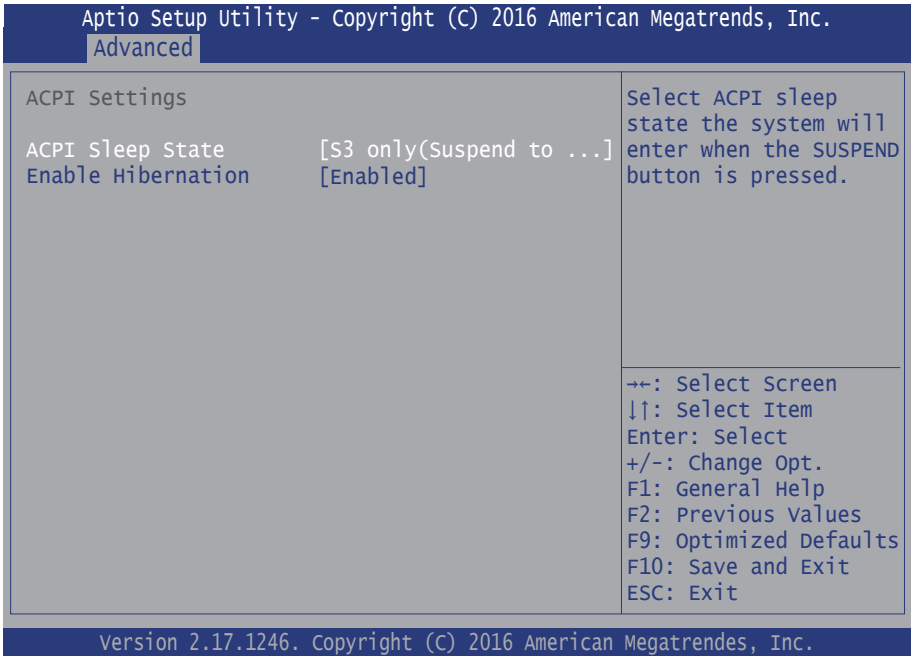 Aptio Setup Utility - Copyright (C) 2016 American Megatrends, Inc.
Advanced
ACPI Settings
ACPI Sleep State [S3 only(Suspend to ...]
Enable Hibernation [Enabled]
Select ACPI sleep
state the system will
enter when the SUSPEND
button is pressed.
→←: Select Screen
↓↑: Select Item
Enter: Select
+/-: Change Opt.
F1: General Help
F2: Previous Values
F9: Optimized Defaults
F10: Save and Exit
ESC: Exit
Version 2.17.1246. Copyright (C) 2016 American Megatrendes, Inc.